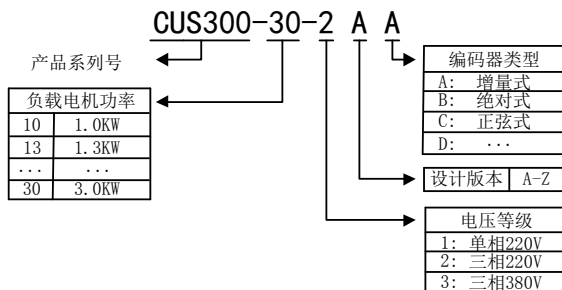 CUS300-30-2 A A
产品系列号
负载电机功率
10 1.0KW
13 1.3KW
... ...
30 3.0KW
编码器类型
A: 增量式
B: 绝对式
C: 正弦式
D: ...
设计版本 A-Z
电压等级
1: 单相220V
2: 三相220V
3: 三相380V